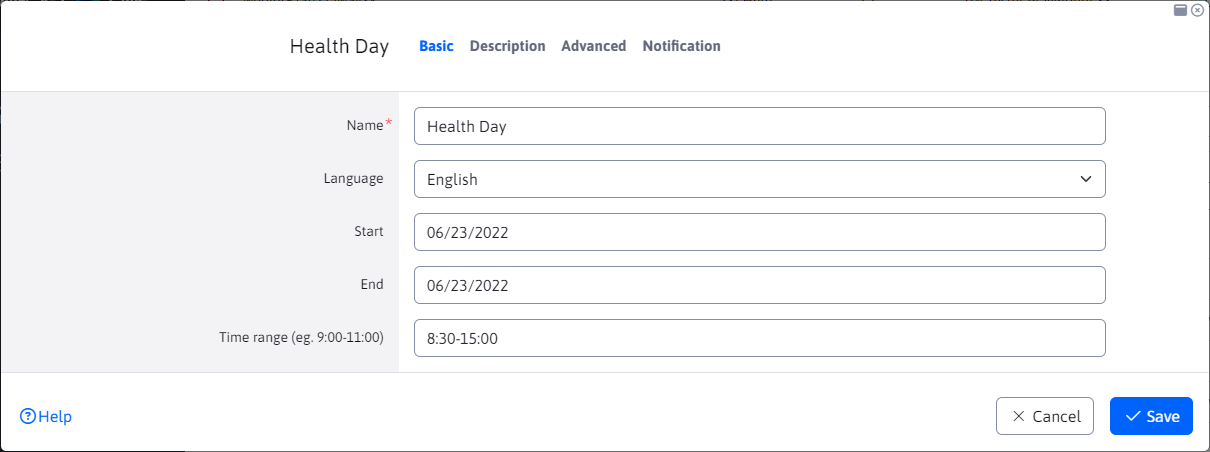 Health Day
Basic Description Advanced Notification
Name*
Health Day
Language
English
Start
06/23/2022
End
06/23/2022
Time range (eg. 9:00-11:00)
8:30-15:00
Help
Cancel
Save